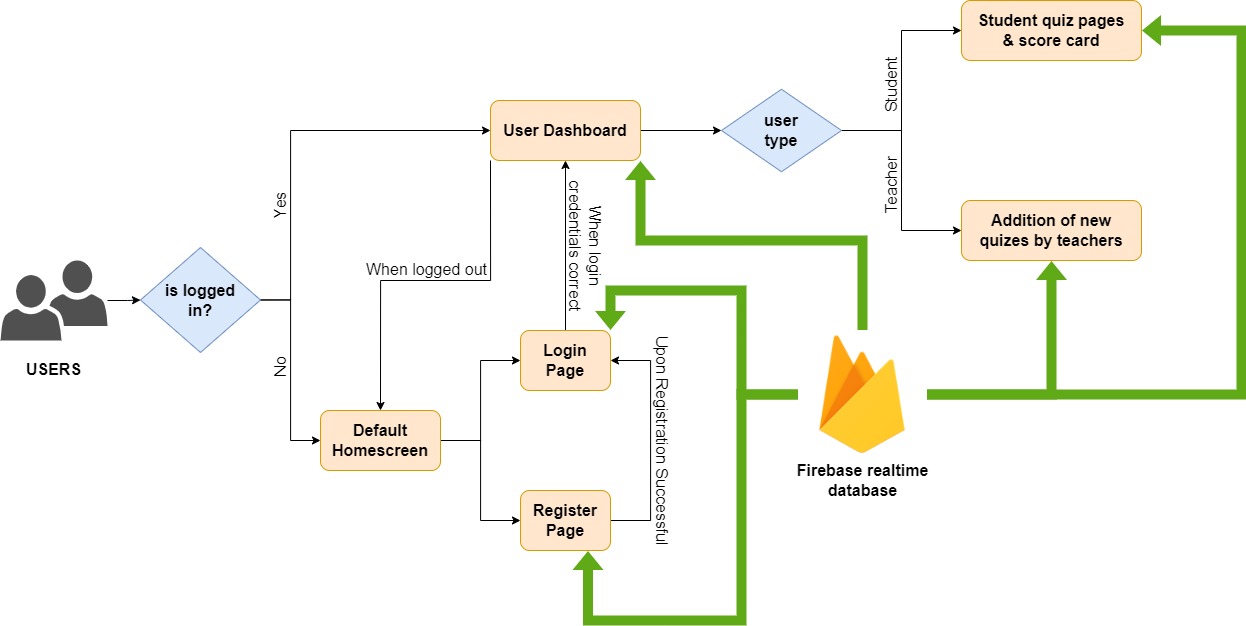 Student quiz pages
& score card
Student
User Dashboard
user
type
Teacher
Addition of new
quizes by teachers
Yes
When login
credentials correct
is logged
in?
When logged out
USERS
No
Login
Page
Upon Registration Successful
Default
Homescreen
Firebase realtime
database
Register
Page